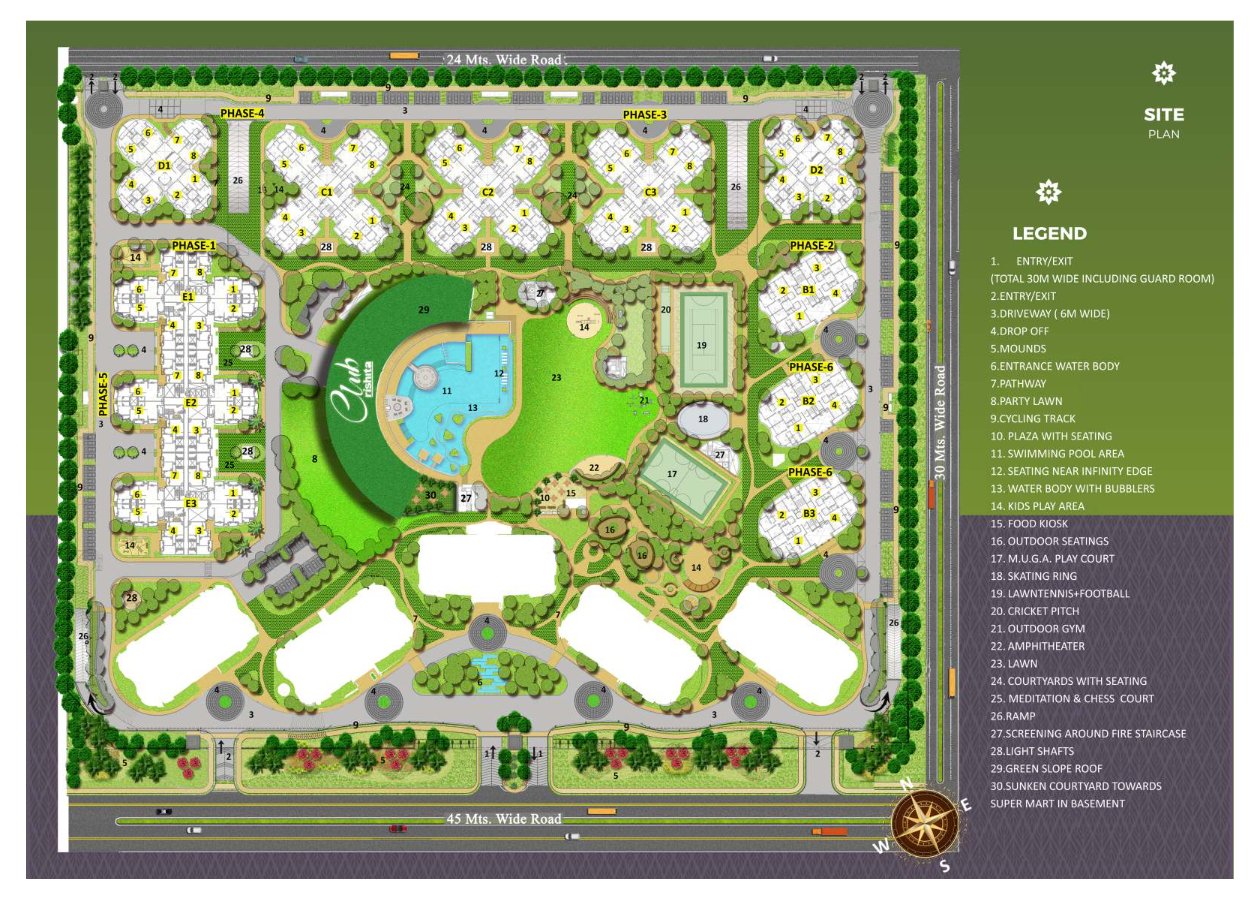 24 Mts. Wide Road
SITE
PLAN
PHASE-4
PHASE-3
D1
C1
C2
C3
D2
PHASE-1
PHASE-2
E1
B1
Club
rishita
PHASE-5
PHASE-6
E2
B2
30 Mts. Wide Road
PHASE-6
E3
B3
45 Mts. Wide Road
N
E
W
S
LEGEND
1. ENTRY/EXIT
(TOTAL 30M WIDE INCLUDING GUARD ROOM)
2.ENTRY/EXIT
3.DRIVEWAY ( 6M WIDE)
4.DROP OFF
5.MOUNDS
6.ENTRANCE WATER BODY
7.PATHWAY
8.PARTY LAWN
9.CYCLING TRACK
10. PLAZA WITH SEATING
11. SWIMMING POOL AREA
12. SEATING NEAR INFINITY EDGE
13. WATER BODY WITH BUBBLERS
14. KIDS PLAY AREA
15. FOOD KIOSK
16. OUTDOOR SEATINGS
17. M.U.G.A. PLAY COURT
18. SKATING RING
19. LAWNTENNIS+FOOTBALL
20. CRICKET PITCH
21. OUTDOOR GYM
22. AMPHITHEATER
23. LAWN
24. COURTYARDS WITH SEATING
25. MEDITATION & CHESS COURT
26.RAMP
27.SCREENING AROUND FIRE STAIRCASE
28.LIGHT SHAFTS
29.GREEN SLOPE ROOF
30.SUNKEN COURTYARD TOWARDS
SUPER MART IN BASEMENT